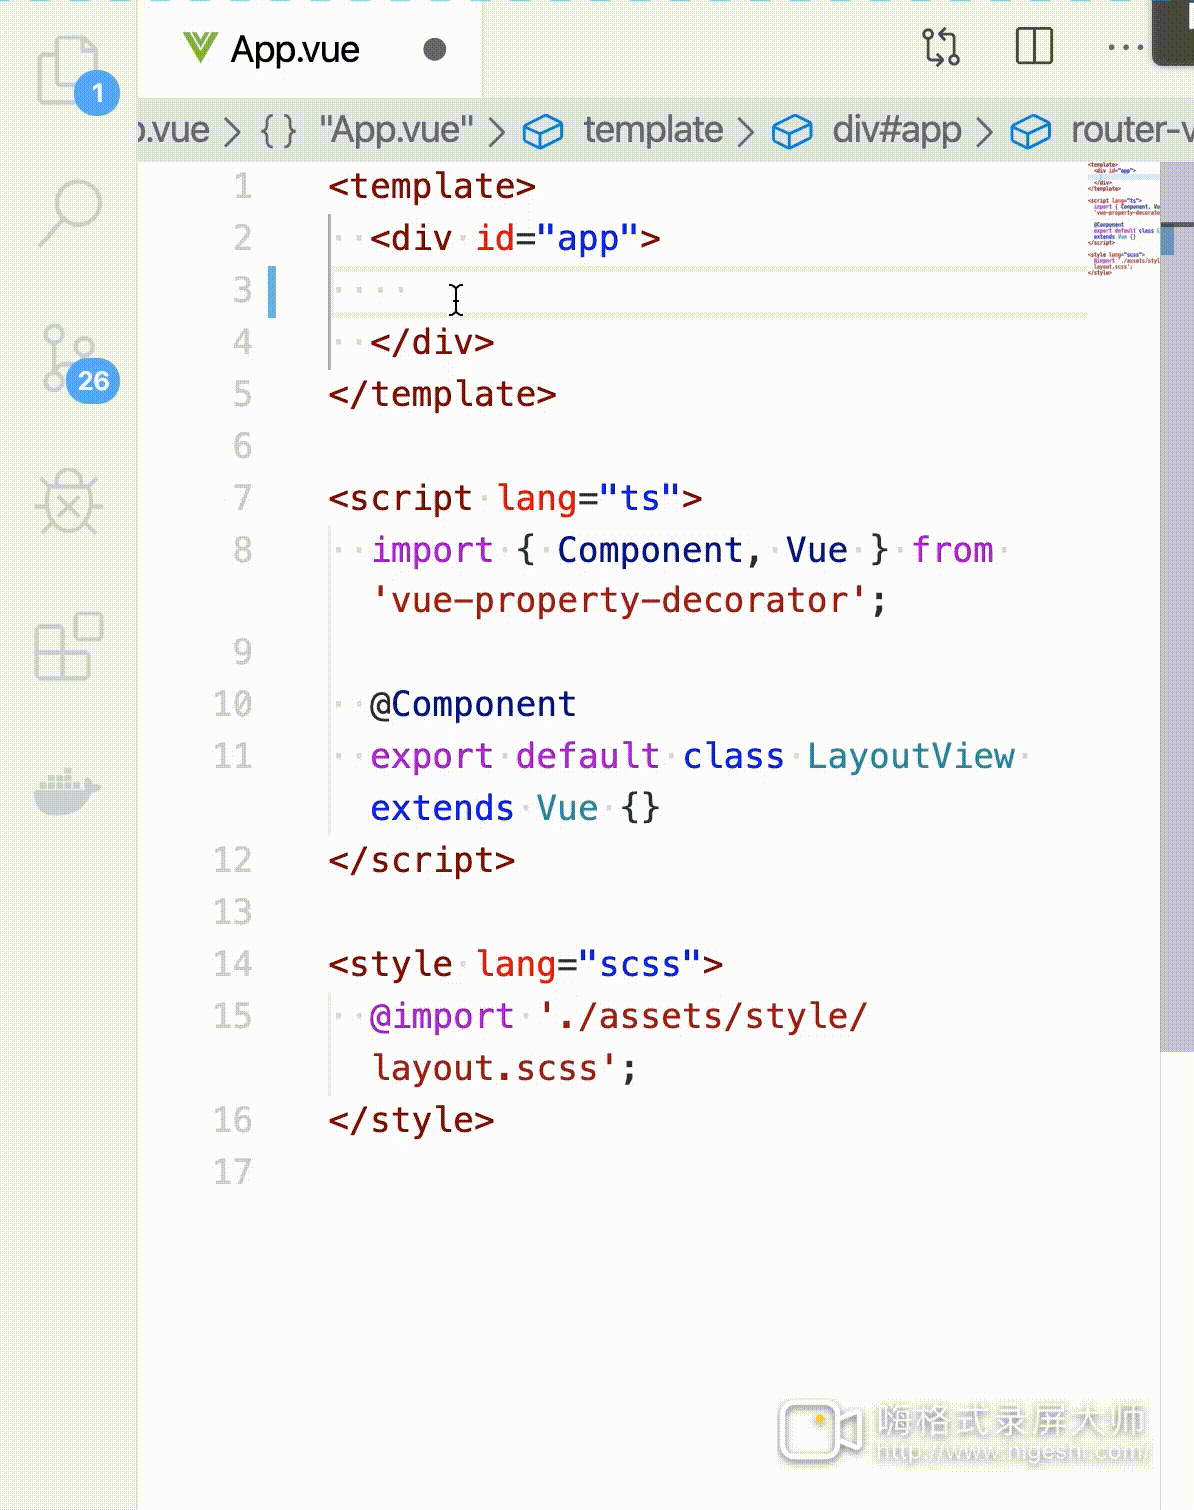 App.vue
1
p.vue > {} "App.vue" > template > div#app > router-v
1 <template>
2 <div id="app">
3
4 </div>
5 </template>
6
7 <script lang="ts">
8 import { Component, Vue } from
'vue-property-decorator';
9
10 @Component
11 export default class LayoutView
extends Vue {}
12 </script>
13
14 <style lang="scss">
15 @import './assets/style/
layout.scss';
16 </style>
17
26
嗨格式录屏大师
http://www.higeshi.com/